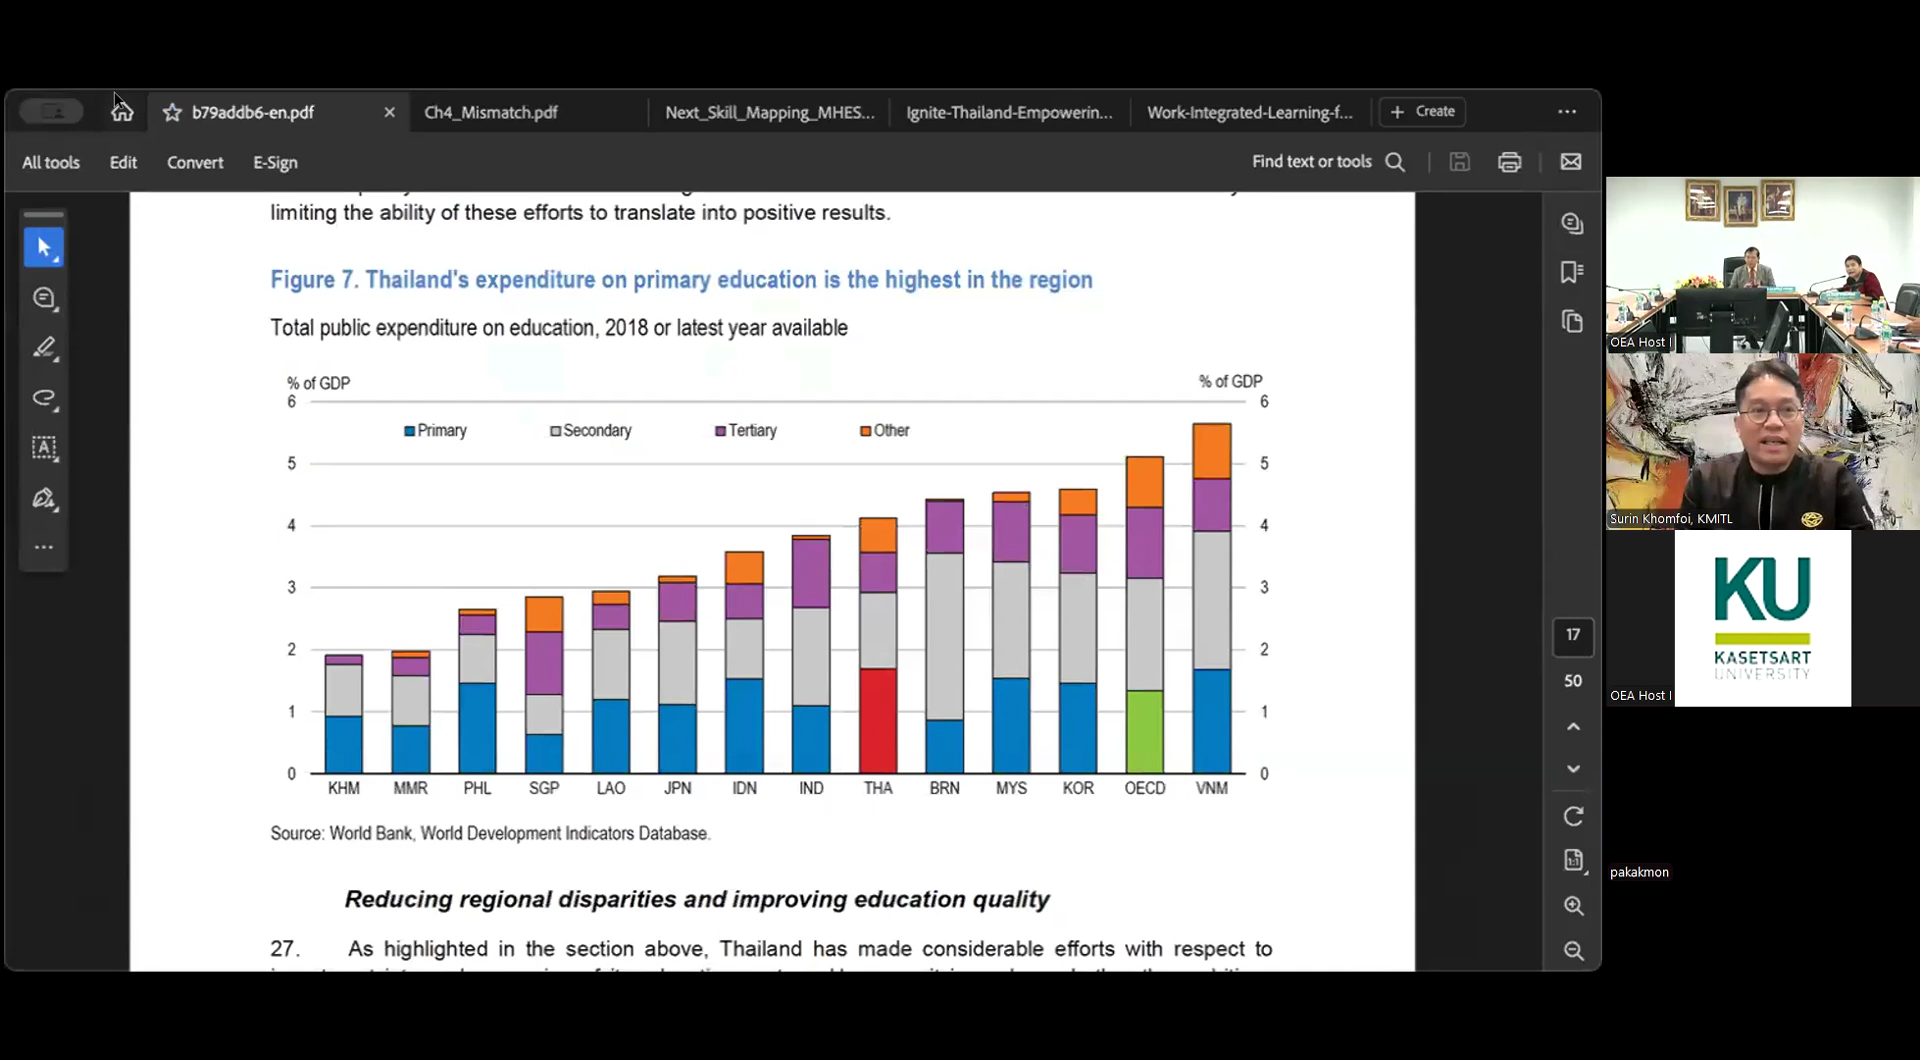 b79addb6-en.pdf
Ch4_Mismatch.pdf
Next_Skill_Mapping_MHES...
Ignite-Thailand-Empowerin...
Work-Integrated-Learning-f...
Create
All tools
Edit
Convert
E-Sign
Find text or tools
limiting the ability of these efforts to translate into positive results.
Figure 7. Thailand's expenditure on primary education is the highest in the region
Total public expenditure on education, 2018 or latest year available
% of GDP
% of GDP
6
6
Primary
Secondary
Tertiary
Other
5
5
4
4
3
3
2
2
1
1
0
0
KHM MMR PHL SGP LAO JPN IDN IND THA BRN MYS KOR OECD VNM
Source: World Bank, World Development Indicators Database.
Reducing regional disparities and improving education quality
27. As highlighted in the section above, Thailand has made considerable efforts with respect to
17
50
1:1
OEA Host I
Surin Khomfoi, KMITL
KU
KASETSART
UNIVERSITY
OEA Host I
pakakmon